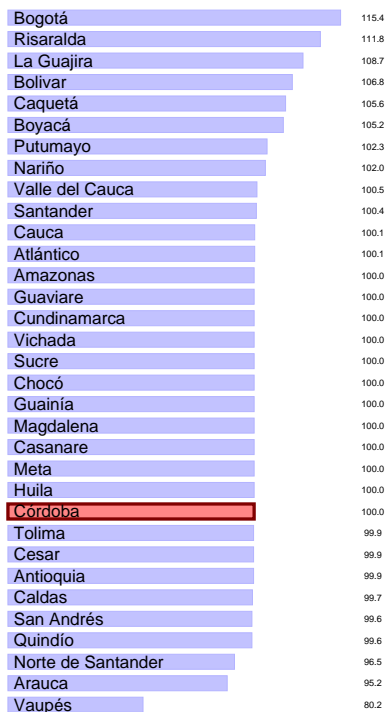 Bogotá 115.4
Risaralda 111.8
La Guajira 108.7
Bolivar 106.8
Caquetá 105.6
Boyacá 105.2
Putumayo 102.3
Nariño 102.0
Valle del Cauca 100.5
Santander 100.4
Cauca 100.1
Atlántico 100.1
Amazonas 100.0
Guaviare 100.0
Cundinamarca 100.0
Vichada 100.0
Sucre 100.0
Chocó 100.0
Guainía 100.0
Magdalena 100.0
Casanare 100.0
Meta 100.0
Huila 100.0
Córdoba 100.0
Tolima 99.9
Cesar 99.9
Antioquia 99.9
Caldas 99.7
San Andrés 99.6
Quindío 99.6
Norte de Santander 96.5
Arauca 95.2
Vaupés 80.2